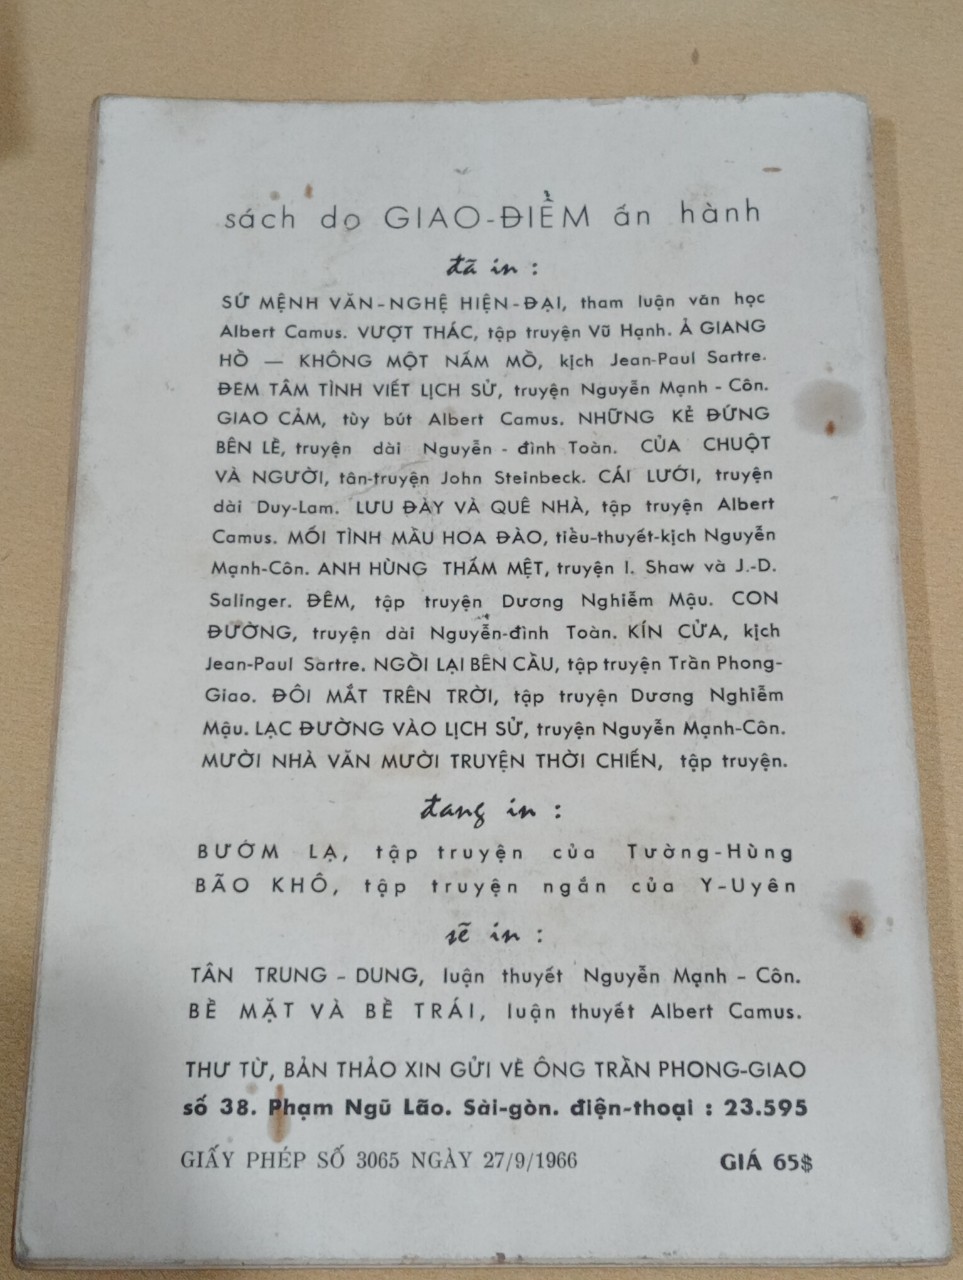 sách do GIAO-ĐIỂM ấn hành
đã in :
SỨ MỆNH VĂN-NGHỆ HIỆN-ĐẠI, tham luận văn học
Albert Camus. VƯỢT THÁC, tập truyện Vũ Hạnh. Ả GIANG
HỒ — KHÔNG MỘT NẤM MỒ, kịch Jean-Paul Sartre.
ĐEM TÂM TÌNH VIẾT LỊCH SỬ, truyện Nguyễn Mạnh - Côn.
GIAO CẢM, tùy bút Albert Camus. NHỮNG KẺ ĐỨNG
BÊN LỀ, truyện dài Nguyễn - đình Toàn. CỦA CHUỘT
VÀ NGƯỜI, tân-truyện John Steinbeck. CÁI LƯỚI, truyện
dài Duy-Lam. LƯU ĐÀY VÀ QUÊ NHÀ, tập truyện Albert
Camus. MỐI TÌNH MẦU HOA ĐÀO, tiểu-thuyết-kịch Nguyễn
Mạnh-Côn. ANH HÙNG THẤM MỆT, truyện I. Shaw và J.-D.
Salinger. ĐÊM, tập truyện Dương Nghiễm Mậu. CON
ĐƯỜNG, truyện dài Nguyễn-đình Toàn. KÍN CỬA, kịch
Jean-Paul Sartre. NGỒI LẠI BÊN CẦU, tập truyện Trần Phong-
Giao. ĐÔI MẮT TRÊN TRỜI, tập truyện Dương Nghiễm
Mậu. LẠC ĐƯỜNG VÀO LỊCH SỬ, truyện Nguyễn Mạnh-Côn.
MƯỜI NHÀ VĂN MƯỜI TRUYỆN THỜI CHIẾN, tập truyện.
đang in :
BƯỚM LẠ, tập truyện của Tường-Hùng
BÃO KHÔ, tập truyện ngắn của Y-Uyên
sẽ in :
TÂN TRUNG - DUNG, luận thuyết Nguyễn Mạnh - Côn.
BỀ MẶT VÀ BỀ TRÁI, luận thuyết Albert Camus.
THƯ TỪ, BẢN THẢO XIN GỬI VỀ ÔNG TRẦN PHONG-GIAO
số 38. Phạm Ngũ Lão. Sài-gòn. điện-thoại : 23.595
GIẤY PHÉP SỐ 3065 NGÀY 27/9/1966 GIÁ 65$